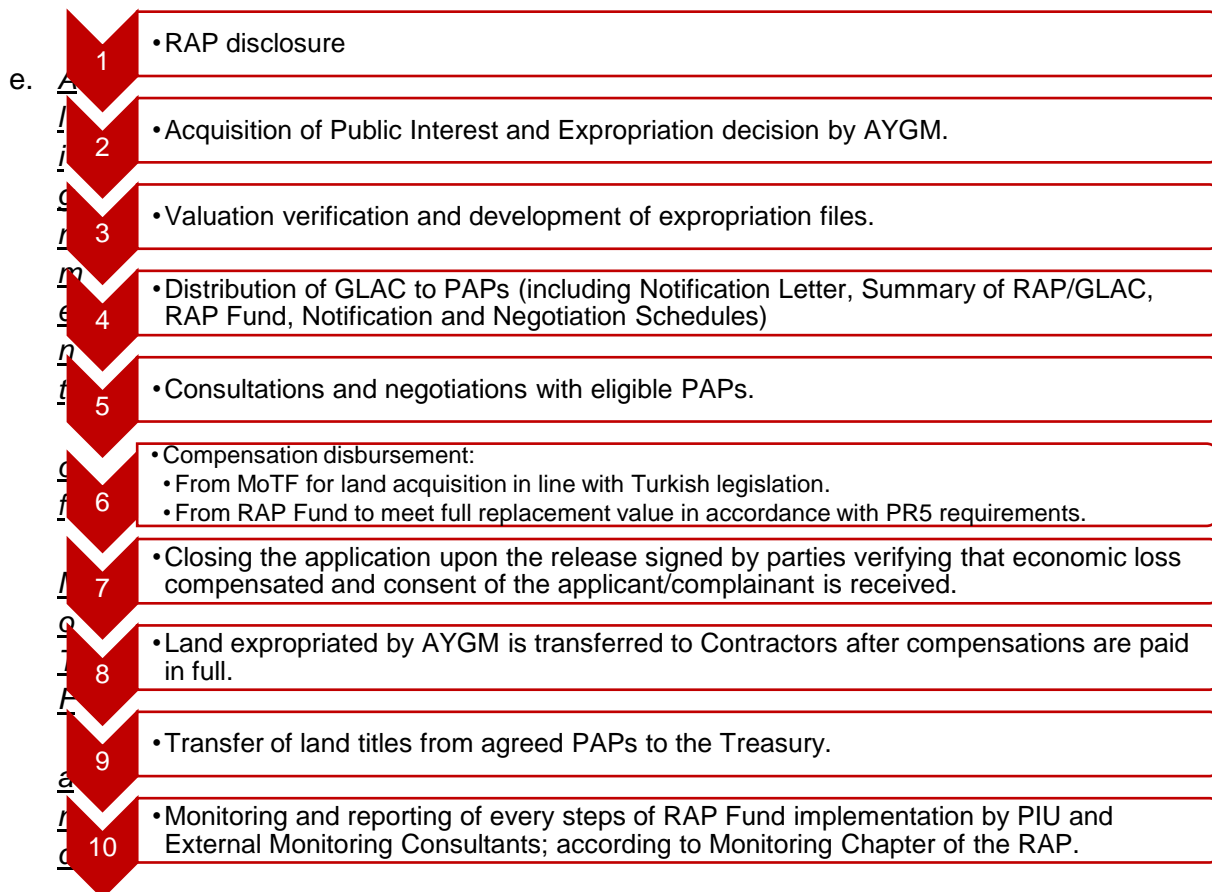 1
•RAP disclosure
e.
2
•Acquisition of Public Interest and Expropriation decision by AYGM.
3
•Valuation verification and development of expropriation files.
4
•Distribution of GLAC to PAPs (including Notification Letter, Summary of RAP/GLAC,
RAP Fund, Notification and Negotiation Schedules)
5
•Consultations and negotiations with eligible PAPs.
6
•Compensation disbursement:
•From MoTF for land acquisition in line with Turkish legislation.
•From RAP Fund to meet full replacement value in accordance with PR5 requirements.
7
•Closing the application upon the release signed by parties verifying that economic loss
compensated and consent of the applicant/complainant is received.
8
•Land expropriated by AYGM is transferred to Contractors after compensations are paid
in full.
9
•Transfer of land titles from agreed PAPs to the Treasury.
10
•Monitoring and reporting of every steps of RAP Fund implementation by PIU and
External Monitoring Consultants; according to Monitoring Chapter of the RAP.